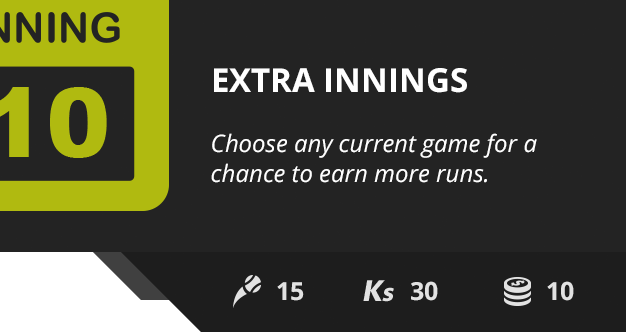 NNING
10
EXTRA INNINGS
Choose any current game for a
chance to earn more runs.
15 Ks 30 10